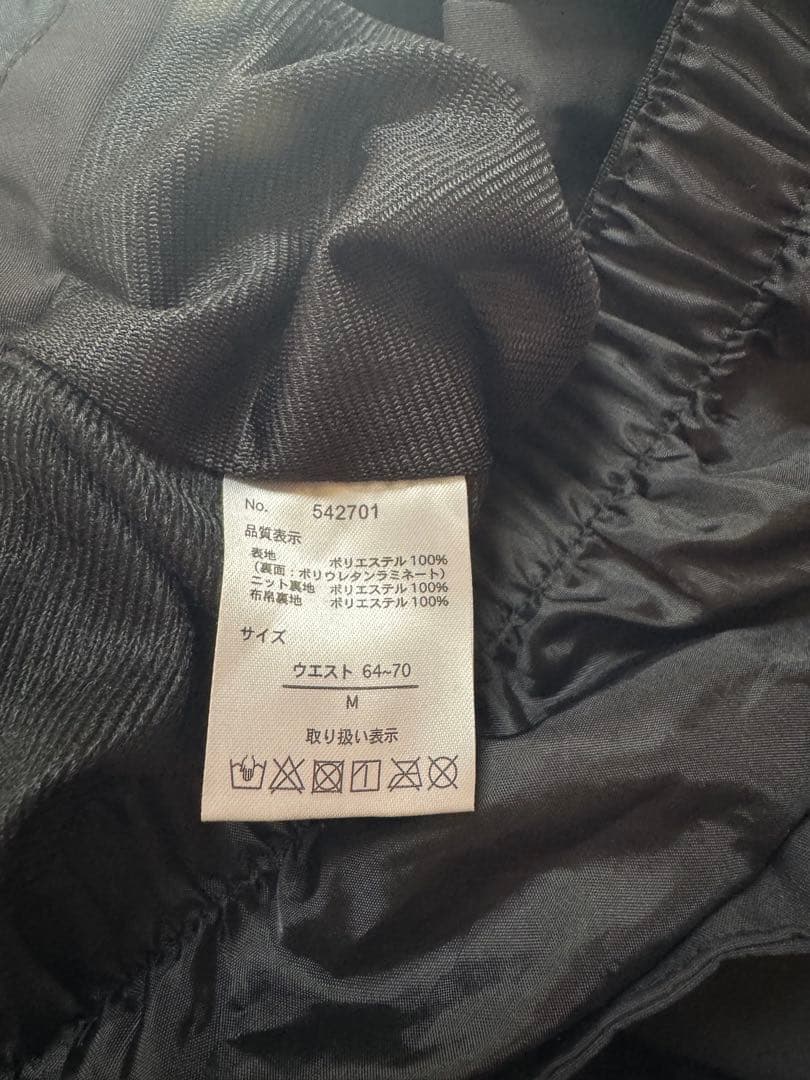 No. 542701
品質表示
表地 ポリエステル100%
(裏面:ポリウレタンラミネート)
ニット裏地 ポリエステル100%
布帛裏地 ポリエステル100%
サイズ
ウエスト 64~70
M
取り扱い表示